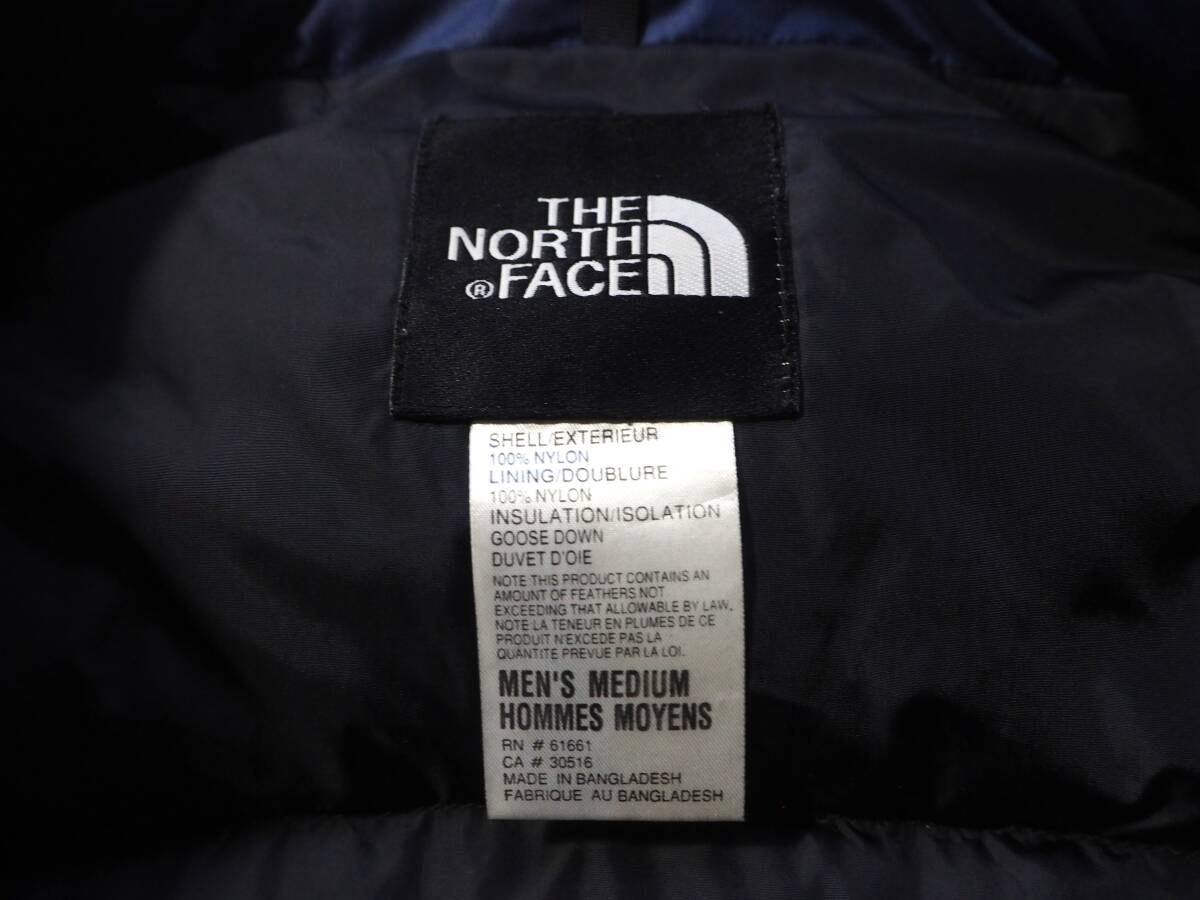 THE
NORTH
® FACE
SHELL/EXTERIEUR
100% NYLON
LINING/DOUBLURE
100% NYLON
INSULATION/ISOLATION
GOOSE DOWN
DUVET D'OIE
NOTE THIS PRODUCT CONTAINS AN
AMOUNT OF FEATHERS NOT
EXCEEDING THAT ALLOWABLE BY LAW.
NOTE LA TENEUR EN PLUMES DE CE
PRODUIT N'EXCEDE PAS LA
QUANTITE PREVUE PAR LA LOI.
MEN'S MEDIUM
HOMMES MOYENS
RN # 61661
CA # 30516
MADE IN BANGLADESH
FABRIQUE AU BANGLADESH